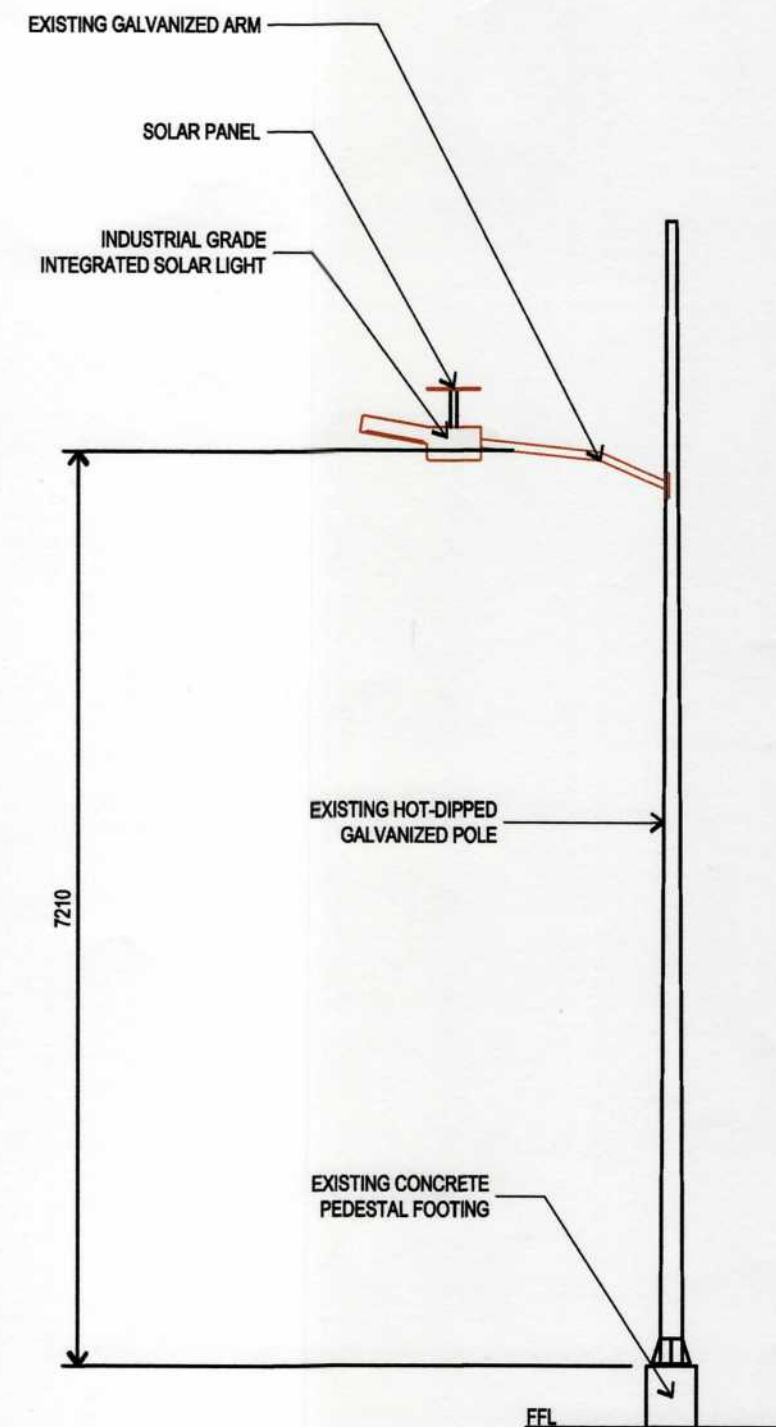 EXISTING GALVANIZED ARM
SOLAR PANEL
INDUSTRIAL GRADE
INTEGRATED SOLAR LIGHT
EXISTING HOT-DIPPED
GALVANIZED POLE
7210
EXISTING CONCRETE
PEDESTAL FOOTING
FFL